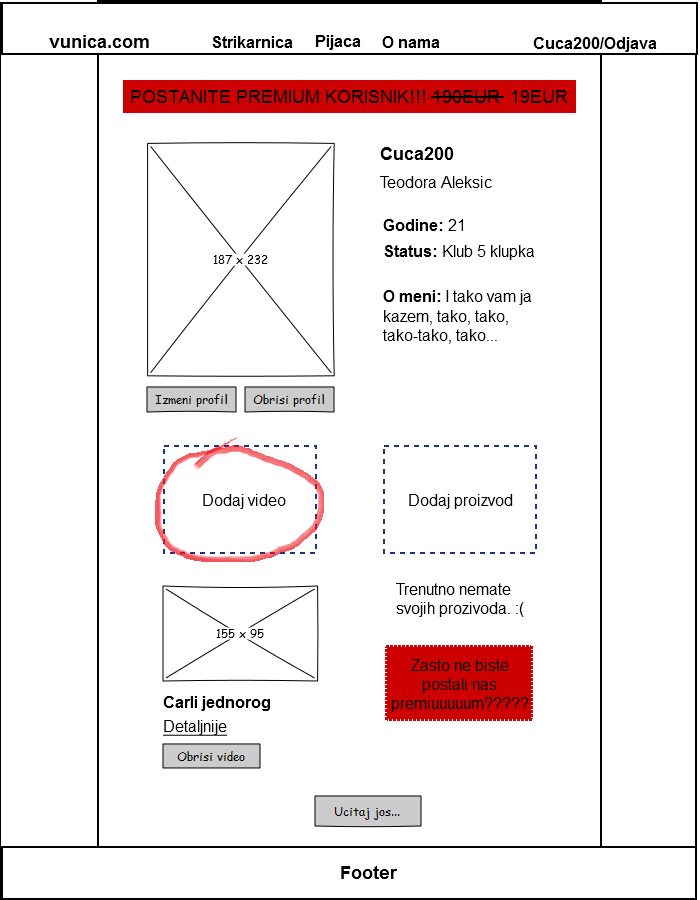 vunica.com Strikarnica Pijaca O nama Cuca200/Odjava
POSTANITE PREMIUM KORISNIK!!! 190EUR 19EUR
187 x 232
Cuca200
Teodora Aleksic
Godine: 21
Status: Klub 5 klupka
O meni: I tako vam ja
kazem, tako, tako,
tako-tako, tako...
Izmeni profil Obrisi profil
Dodaj video Dodaj proizvod
155 x 95
Carli jednorog
Detaljnije
Obrisi video
Trenutno nemate
svojih prozivoda. :(
Zasto ne biste
postali nas
premiuuuuum?????
Ucitaj jos...
Footer